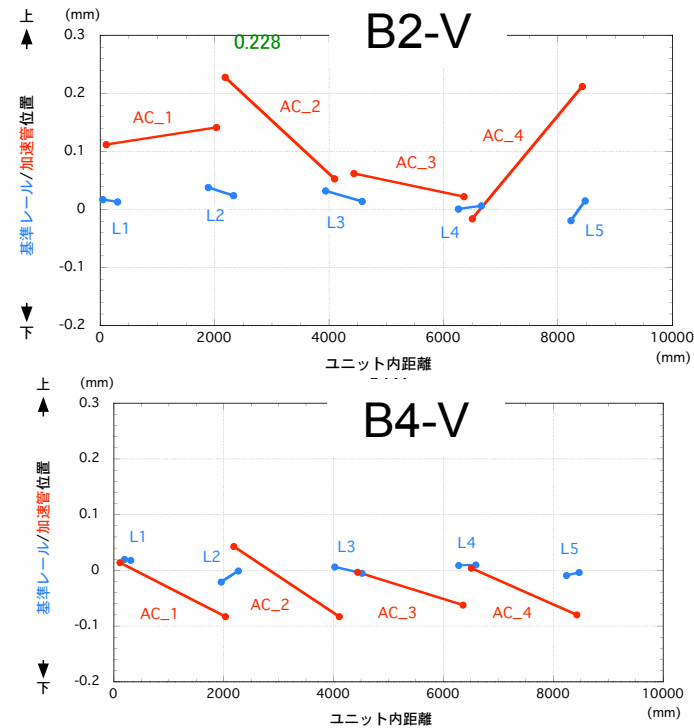 上
(mm)
B2-V
0.3
0.228
0.2
AC_1
AC_2
AC_4
0.1
AC_3
基準レール/加速管位置
0
L1
L2
L3
L4
L5
-0.1
下
-0.2
0
2000
4000
6000
8000
10000
ユニット内距離
(mm)
上
(mm)
B4-V
0.3
0.2
0.1
L1
L2
L3
L4
L5
基準レール/加速管位置
0
AC_1
AC_2
AC_3
AC_4
-0.1
下
-0.2
0
2000
4000
6000
8000
10000
ユニット内距離
(mm)